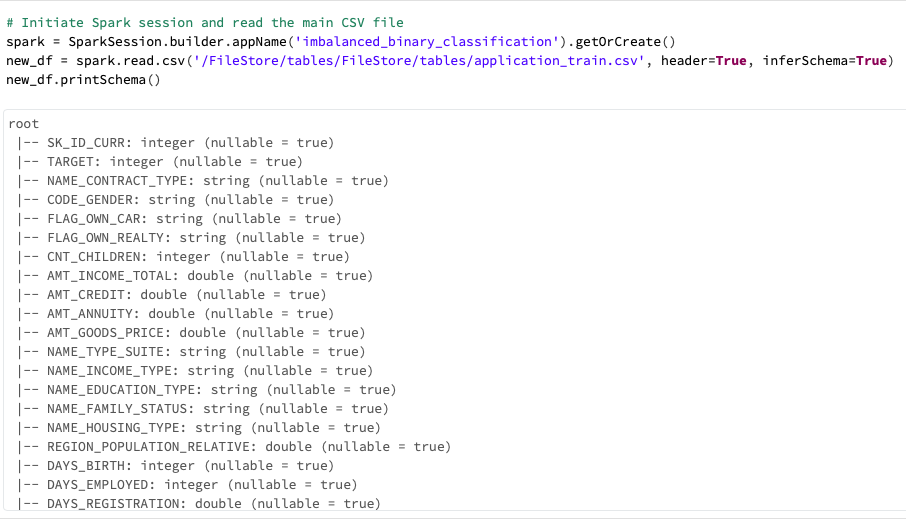 # Initiate Spark session and read the main CSV file
spark = SparkSession.builder.appName('imbalanced_binary_classification').getOrCreate()
new_df = spark.read.csv('/FileStore/tables/FileStore/tables/application_train.csv', header=True, inferSchema=True)
new_df.printSchema()
root
 |-- SK_ID_CURR: integer (nullable = true)
 |-- TARGET: integer (nullable = true)
 |-- NAME_CONTRACT_TYPE: string (nullable = true)
 |-- CODE_GENDER: string (nullable = true)
 |-- FLAG_OWN_CAR: string (nullable = true)
 |-- FLAG_OWN_REALTY: string (nullable = true)
 |-- CNT_CHILDREN: integer (nullable = true)
 |-- AMT_INCOME_TOTAL: double (nullable = true)
 |-- AMT_CREDIT: double (nullable = true)
 |-- AMT_ANNUITY: double (nullable = true)
 |-- AMT_GOODS_PRICE: double (nullable = true)
 |-- NAME_TYPE_SUITE: string (nullable = true)
 |-- NAME_INCOME_TYPE: string (nullable = true)
 |-- NAME_EDUCATION_TYPE: string (nullable = true)
 |-- NAME_FAMILY_STATUS: string (nullable = true)
 |-- NAME_HOUSING_TYPE: string (nullable = true)
 |-- REGION_POPULATION_RELATIVE: double (nullable = true)
 |-- DAYS_BIRTH: integer (nullable = true)
 |-- DAYS_EMPLOYED: integer (nullable = true)
 |-- DAYS_REGISTRATION: double (nullable = true)